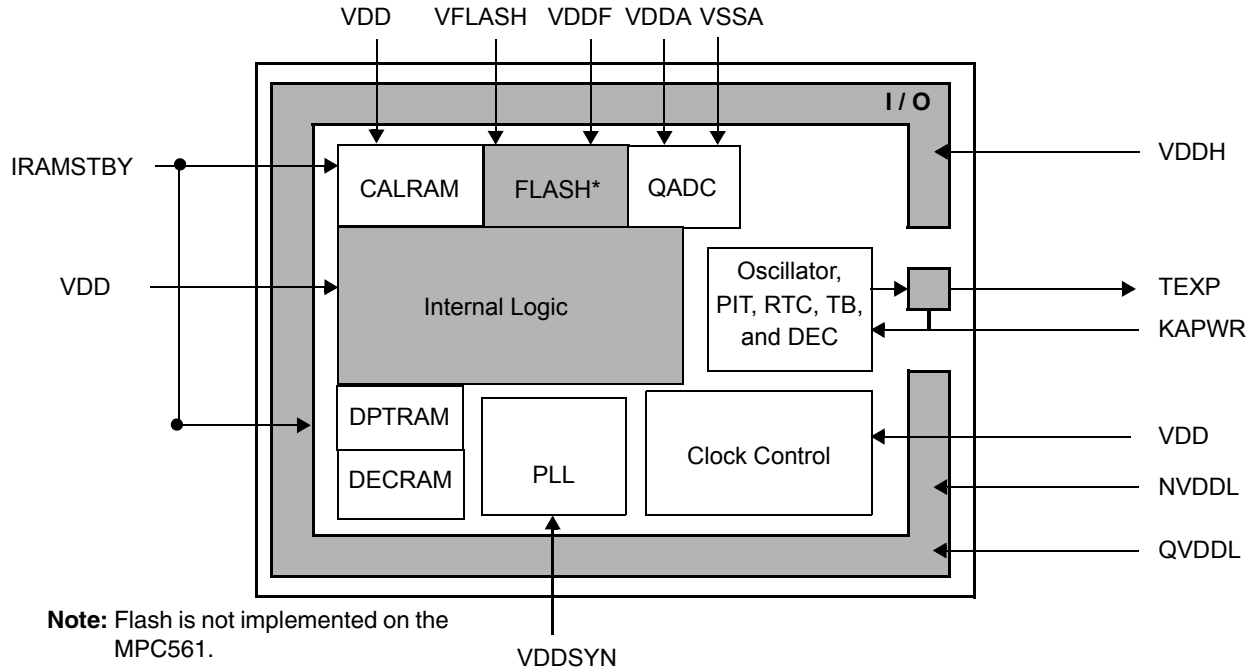 VDD VFLASH VDDF VDDA VSSA
I / O
IRAMSTBY
VDDH
CALRAM
FLASH*
QADC
VDD
Internal Logic
Oscillator,
PIT, RTC, TB,
and DEC
TEXP
KAPWR
DPTRAM
DECRAM
PLL
Clock Control
VDD
NVDDL
QVDDL
Note: Flash is not implemented on the
MPC561.
VDDSYN